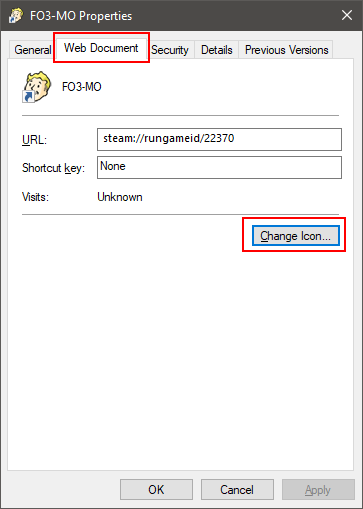 FO3-MO Properties
General Web Document Security Details Previous Versions
FO3-MO
URL: steam://rungameid/22370
Shortcut key: None
Visits: Unknown
Change Icon...
OK Cancel Apply